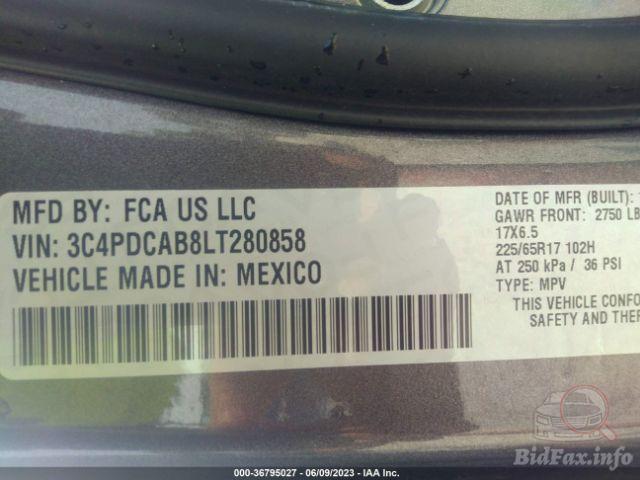 MFD BY: FCA US LLC
VIN: 3C4PDCAB8LT280858
VEHICLE MADE IN: MEXICO
DATE OF MFR (BUILT):
GAWR FRONT: 2750 LB
17X6.5
225/65R17 102H
AT 250 kPa / 36 PSI
TYPE: MPV
THIS VEHICLE CONFO
SAFETY AND THEF
BidFax.info
000-36795027 - 06/09/2023 - IAA Inc.